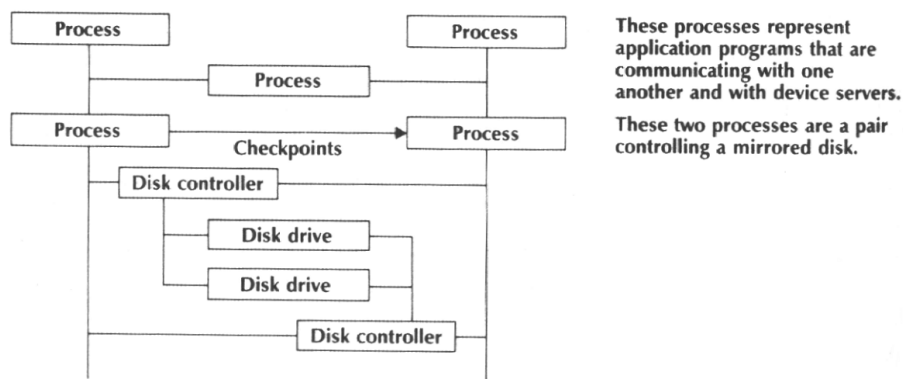 Process
Process
Process
Process
Process
Checkpoints
Disk controller
Disk drive
Disk drive
Disk controller
These processes represent
application programs that are
communicating with one
another and with device servers.
These two processes are a pair
controlling a mirrored disk.